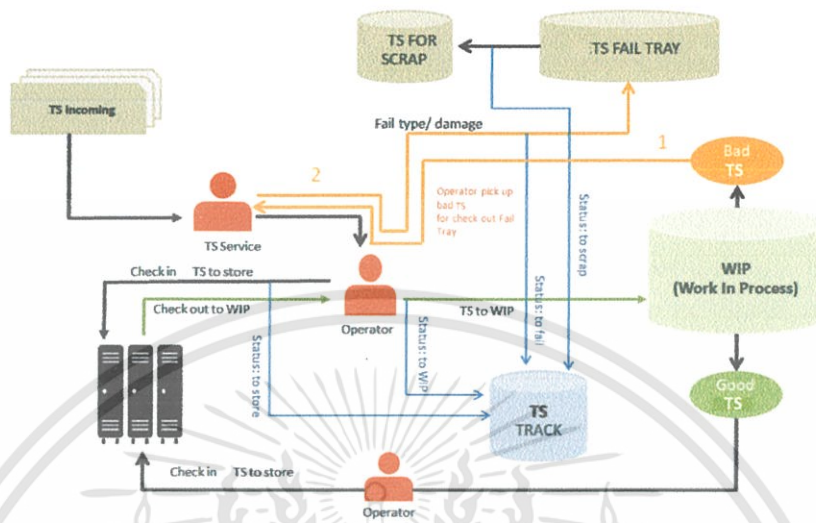 TS FOR
SCRAP
TS FAIL TRAY
TS Incoming
Fail type/ damage
1
Bad
TS
2
Operator pick up
bad TS
for check out Fail
Tray
Status: to scrap
TS Service
WIP
(Work In Process)
Check in TS to store
Check out to WIP
Operator
TS to WIP
Status: to fail
Status: to WIP
Status: to store
TS
TRACK
Good
TS
Check in TS to store
Operator